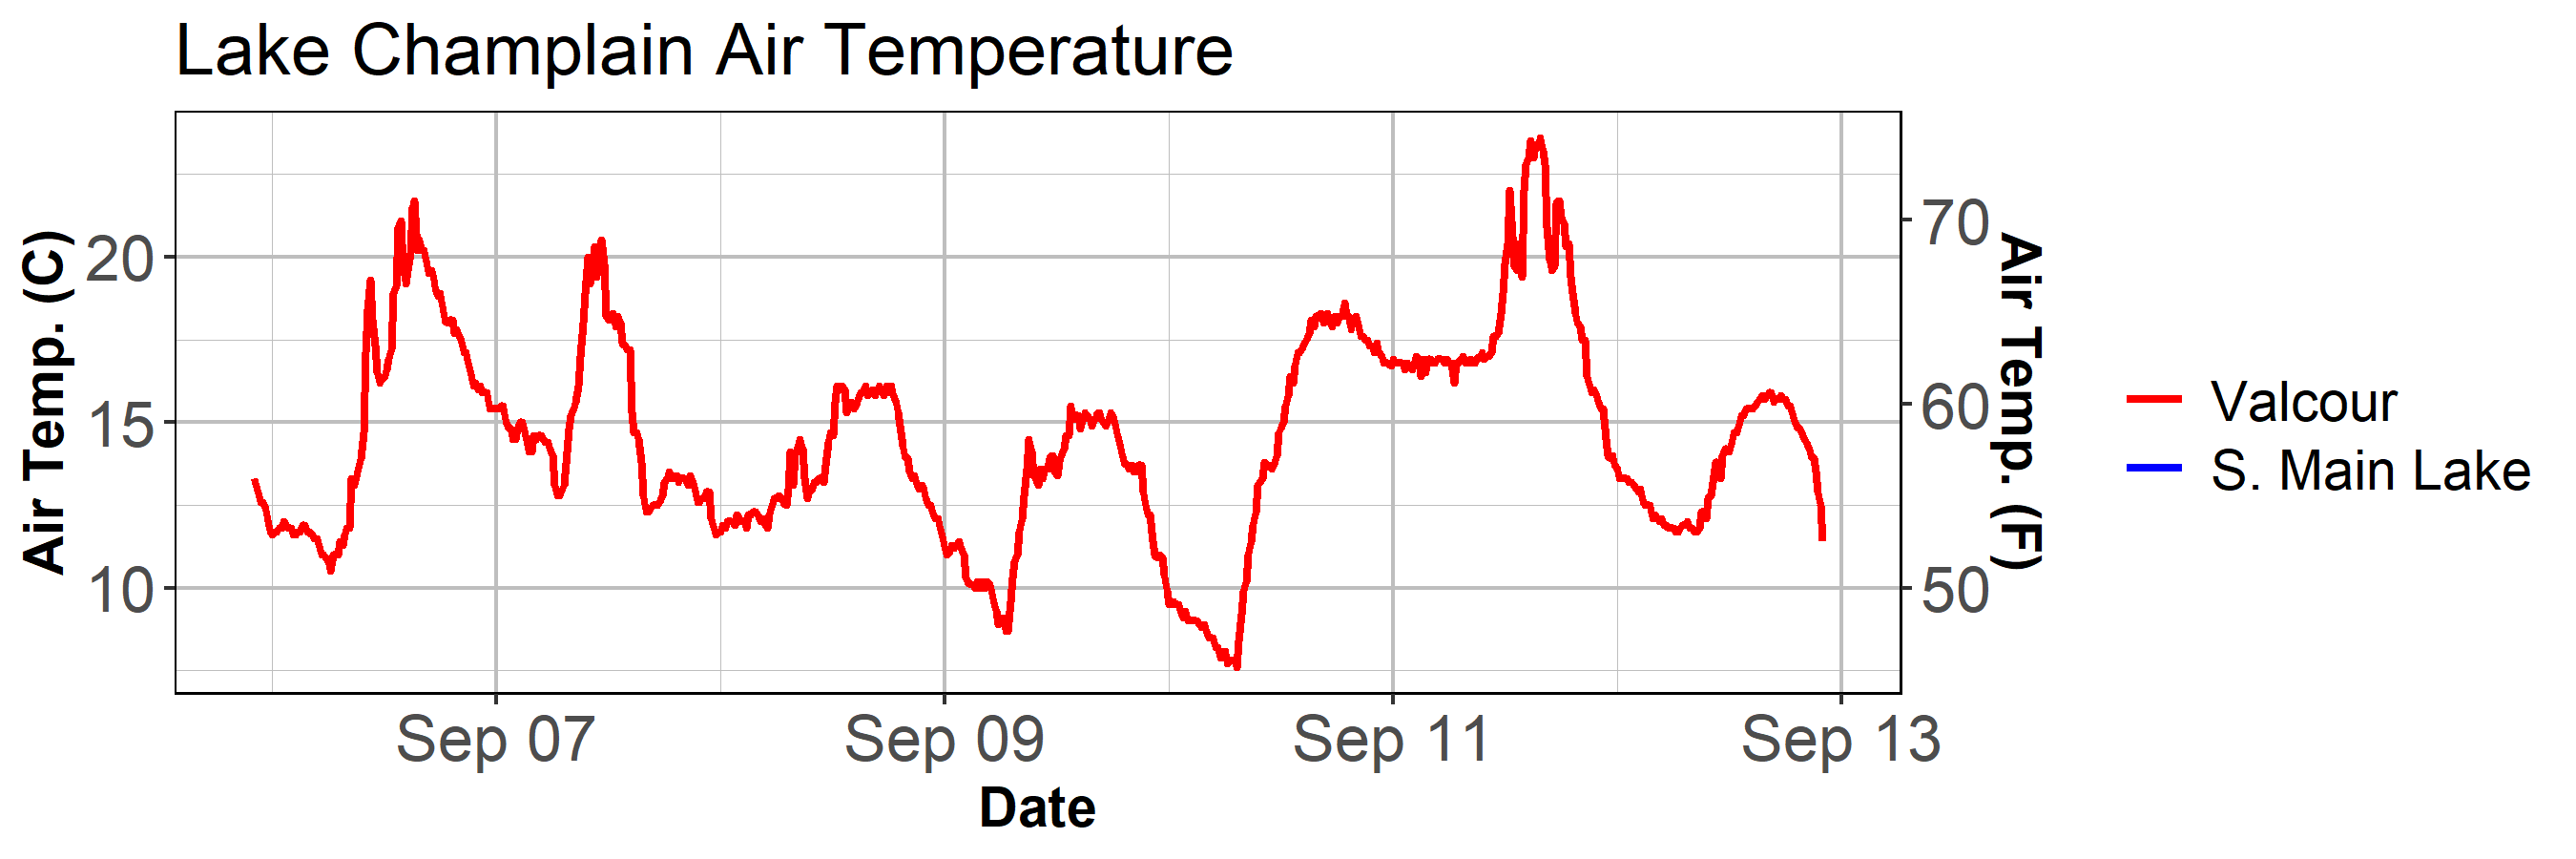 Lake Champlain Air Temperature
Air Temp. (C)
20
15
10
70
60
50
Air Temp. (F)
Sep 07
Sep 09
Sep 11
Sep 13
Date
Valcour
S. Main Lake